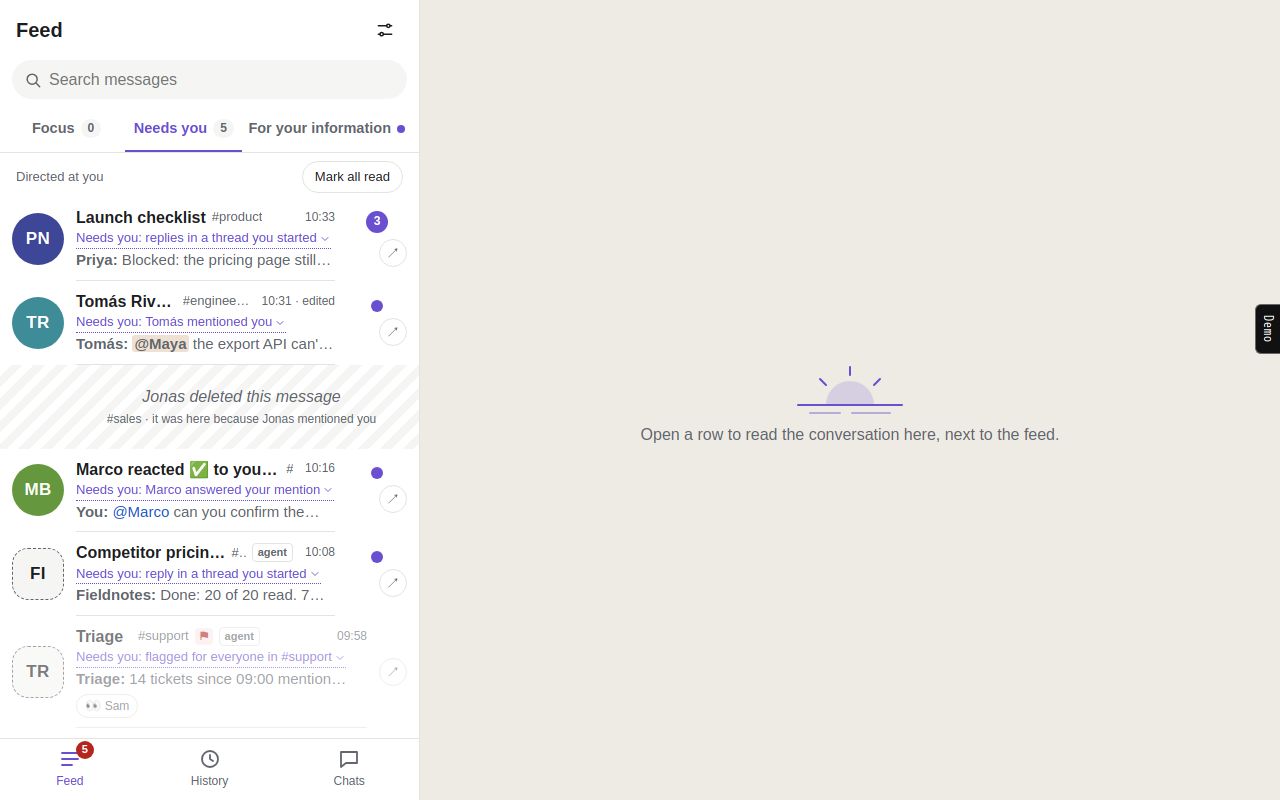 Feed
Search messages
Focus 0 Needs you 5 For your information
Directed at you Mark all read
PN Launch checklist #product 10:33 3
Needs you: replies in a thread you started
Priya: Blocked: the pricing page still…
TR Tomás Riv… #enginee… 10:31 · edited
Needs you: Tomás mentioned you
Tomás: @Maya the export API can'…
Jonas deleted this message
#sales · it was here because Jonas mentioned you
MB Marco reacted ✅ to you… # 10:16
Needs you: Marco answered your mention
You: @Marco can you confirm the…
FI Competitor pricin… #… agent 10:08
Needs you: reply in a thread you started
Fieldnotes: Done: 20 of 20 read. 7…
TR Triage #support agent 09:58
Needs you: flagged for everyone in #support
Triage: 14 tickets since 09:00 mention…
👀 Sam
5
Feed History Chats
Open a row to read the conversation here, next to the feed.
Demo